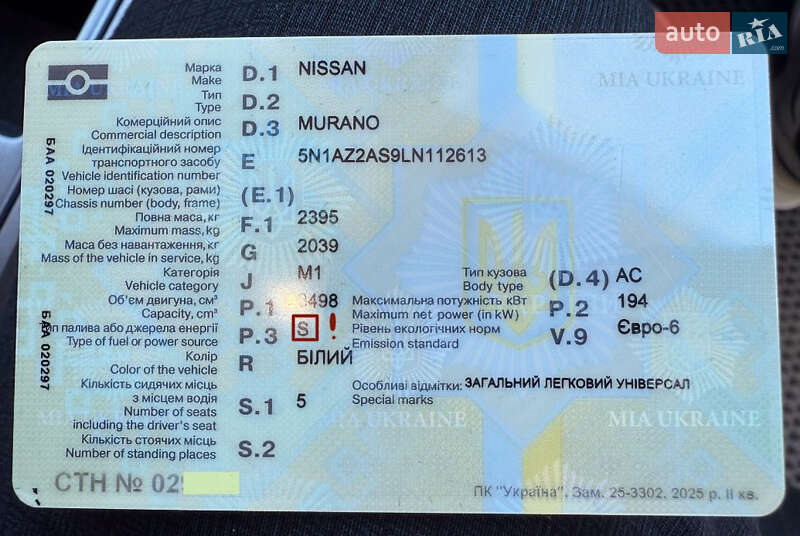 auto RIA.com
MIA UKRAINE
Марка D.1 NISSAN
Make
Тип D.2
Type
Комерційний опис D.3 MURANO
Commercial description
Ідентифікаційний номер E 5N1AZ2AS9LN112613
транспортного засобу
Vehicle identification number
БАА 020297
Номер шасі (кузова, рами) (E.1)
Chassis number (body, frame)
Повна маса, кг F.1 2395
Maximum mass, kg
Маса без навантаження, кг G 2039
Mass of the vehicle in service, kg
Категорія J M1 Тип кузова (D.4) AC
Vehicle category Body type
Об'єм двигуна, см³ P.1 3498 Максимальна потужність кВт P.2 194
Capacity, cm³ Maximum net power (in kW)
Тип палива або джерела енергії P.3 S ! Рівень екологічних норм V.9 Євро-6
Type of fuel or power source Emission standard
БАА 020297
Колір R БІЛИЙ
Color of the vehicle
Кількість сидячих місць Особливі відмітки: ЗАГАЛЬНИЙ ЛЕГКОВИЙ УНІВЕРСАЛ
з місцем водія S.1 5 Special marks
Number of seats
including the driver's seat
MIA UKRAINE MIA UKRAINE
Кількість стоячих місць S.2
Number of standing places
СТН № 02
ПК "Україна". Зам. 25-3302. 2025 р. ІІ кв.